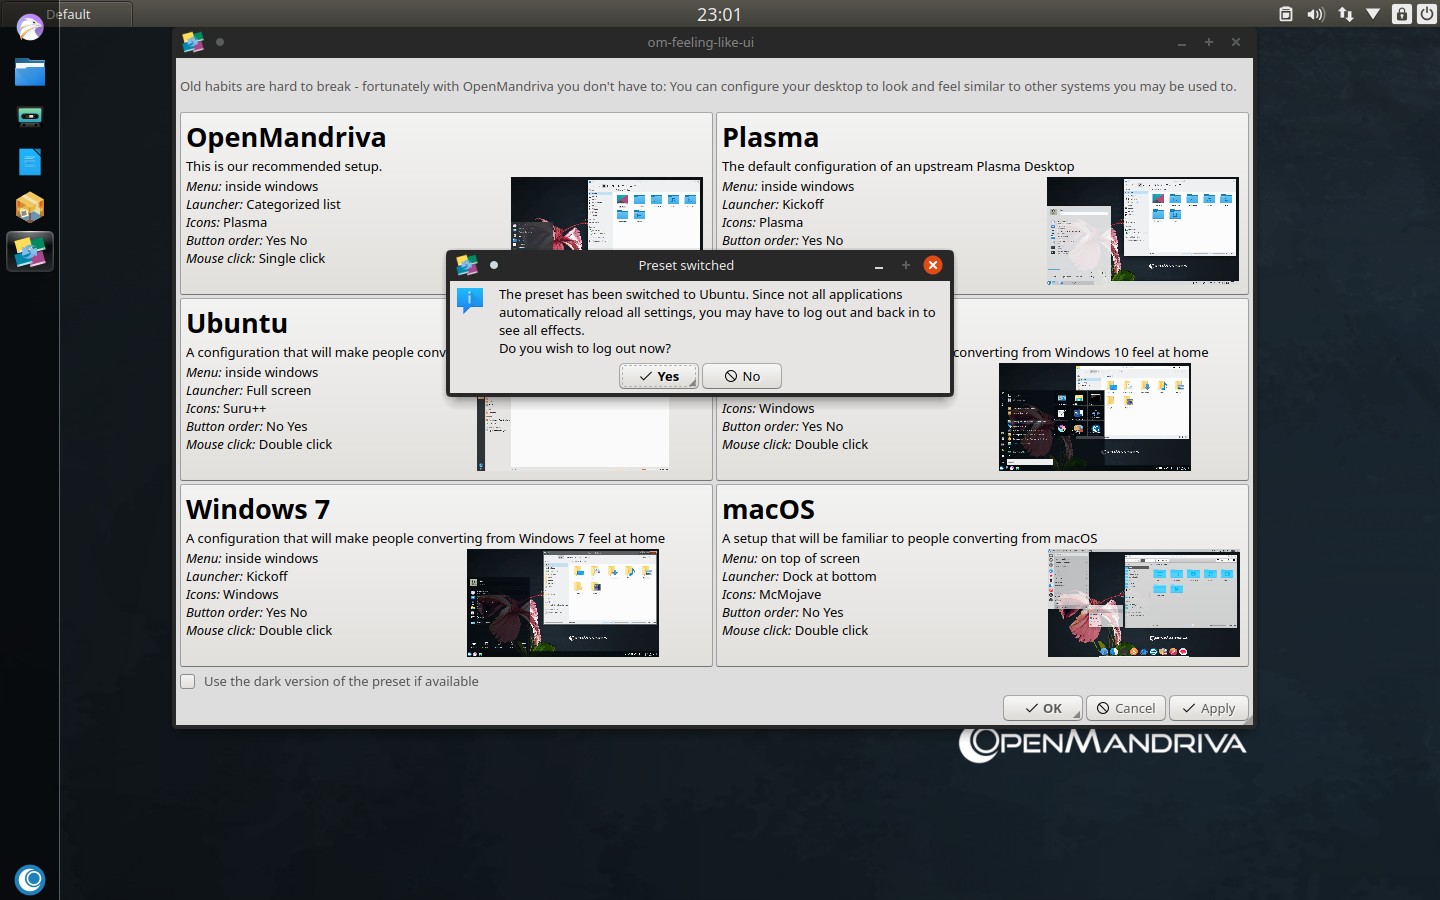 Default
23:01
om-feeling-like-ui
Old habits are hard to break - fortunately with OpenMandriva you don't have to: You can configure your desktop to look and feel similar to other systems you may be used to.
OpenMandriva
This is our recommended setup.
Menu: inside windows
Launcher: Categorized list
Icons: Plasma
Button order: Yes No
Mouse click: Single click
Plasma
The default configuration of an upstream Plasma Desktop
Menu: inside windows
Launcher: Kickoff
Icons: Plasma
Button order: Yes No
Preset switched
The preset has been switched to Ubuntu. Since not all applications
automatically reload all settings, you may have to log out and back in to
see all effects.
Do you wish to log out now?
Yes
No
Ubuntu
A configuration that will make people conv
Menu: inside windows
Launcher: Full screen
Icons: Suru++
Button order: No Yes
Mouse click: Double click
converting from Windows 10 feel at home
Icons: Windows
Button order: Yes No
Mouse click: Double click
Windows 7
A configuration that will make people converting from Windows 7 feel at home
Menu: inside windows
Launcher: Kickoff
Icons: Windows
Button order: Yes No
Mouse click: Double click
macOS
A setup that will be familiar to people converting from macOS
Menu: on top of screen
Launcher: Dock at bottom
Icons: McMojave
Button order: No Yes
Mouse click: Double click
Use the dark version of the preset if available
OK
Cancel
Apply
OPENMANDRIVA